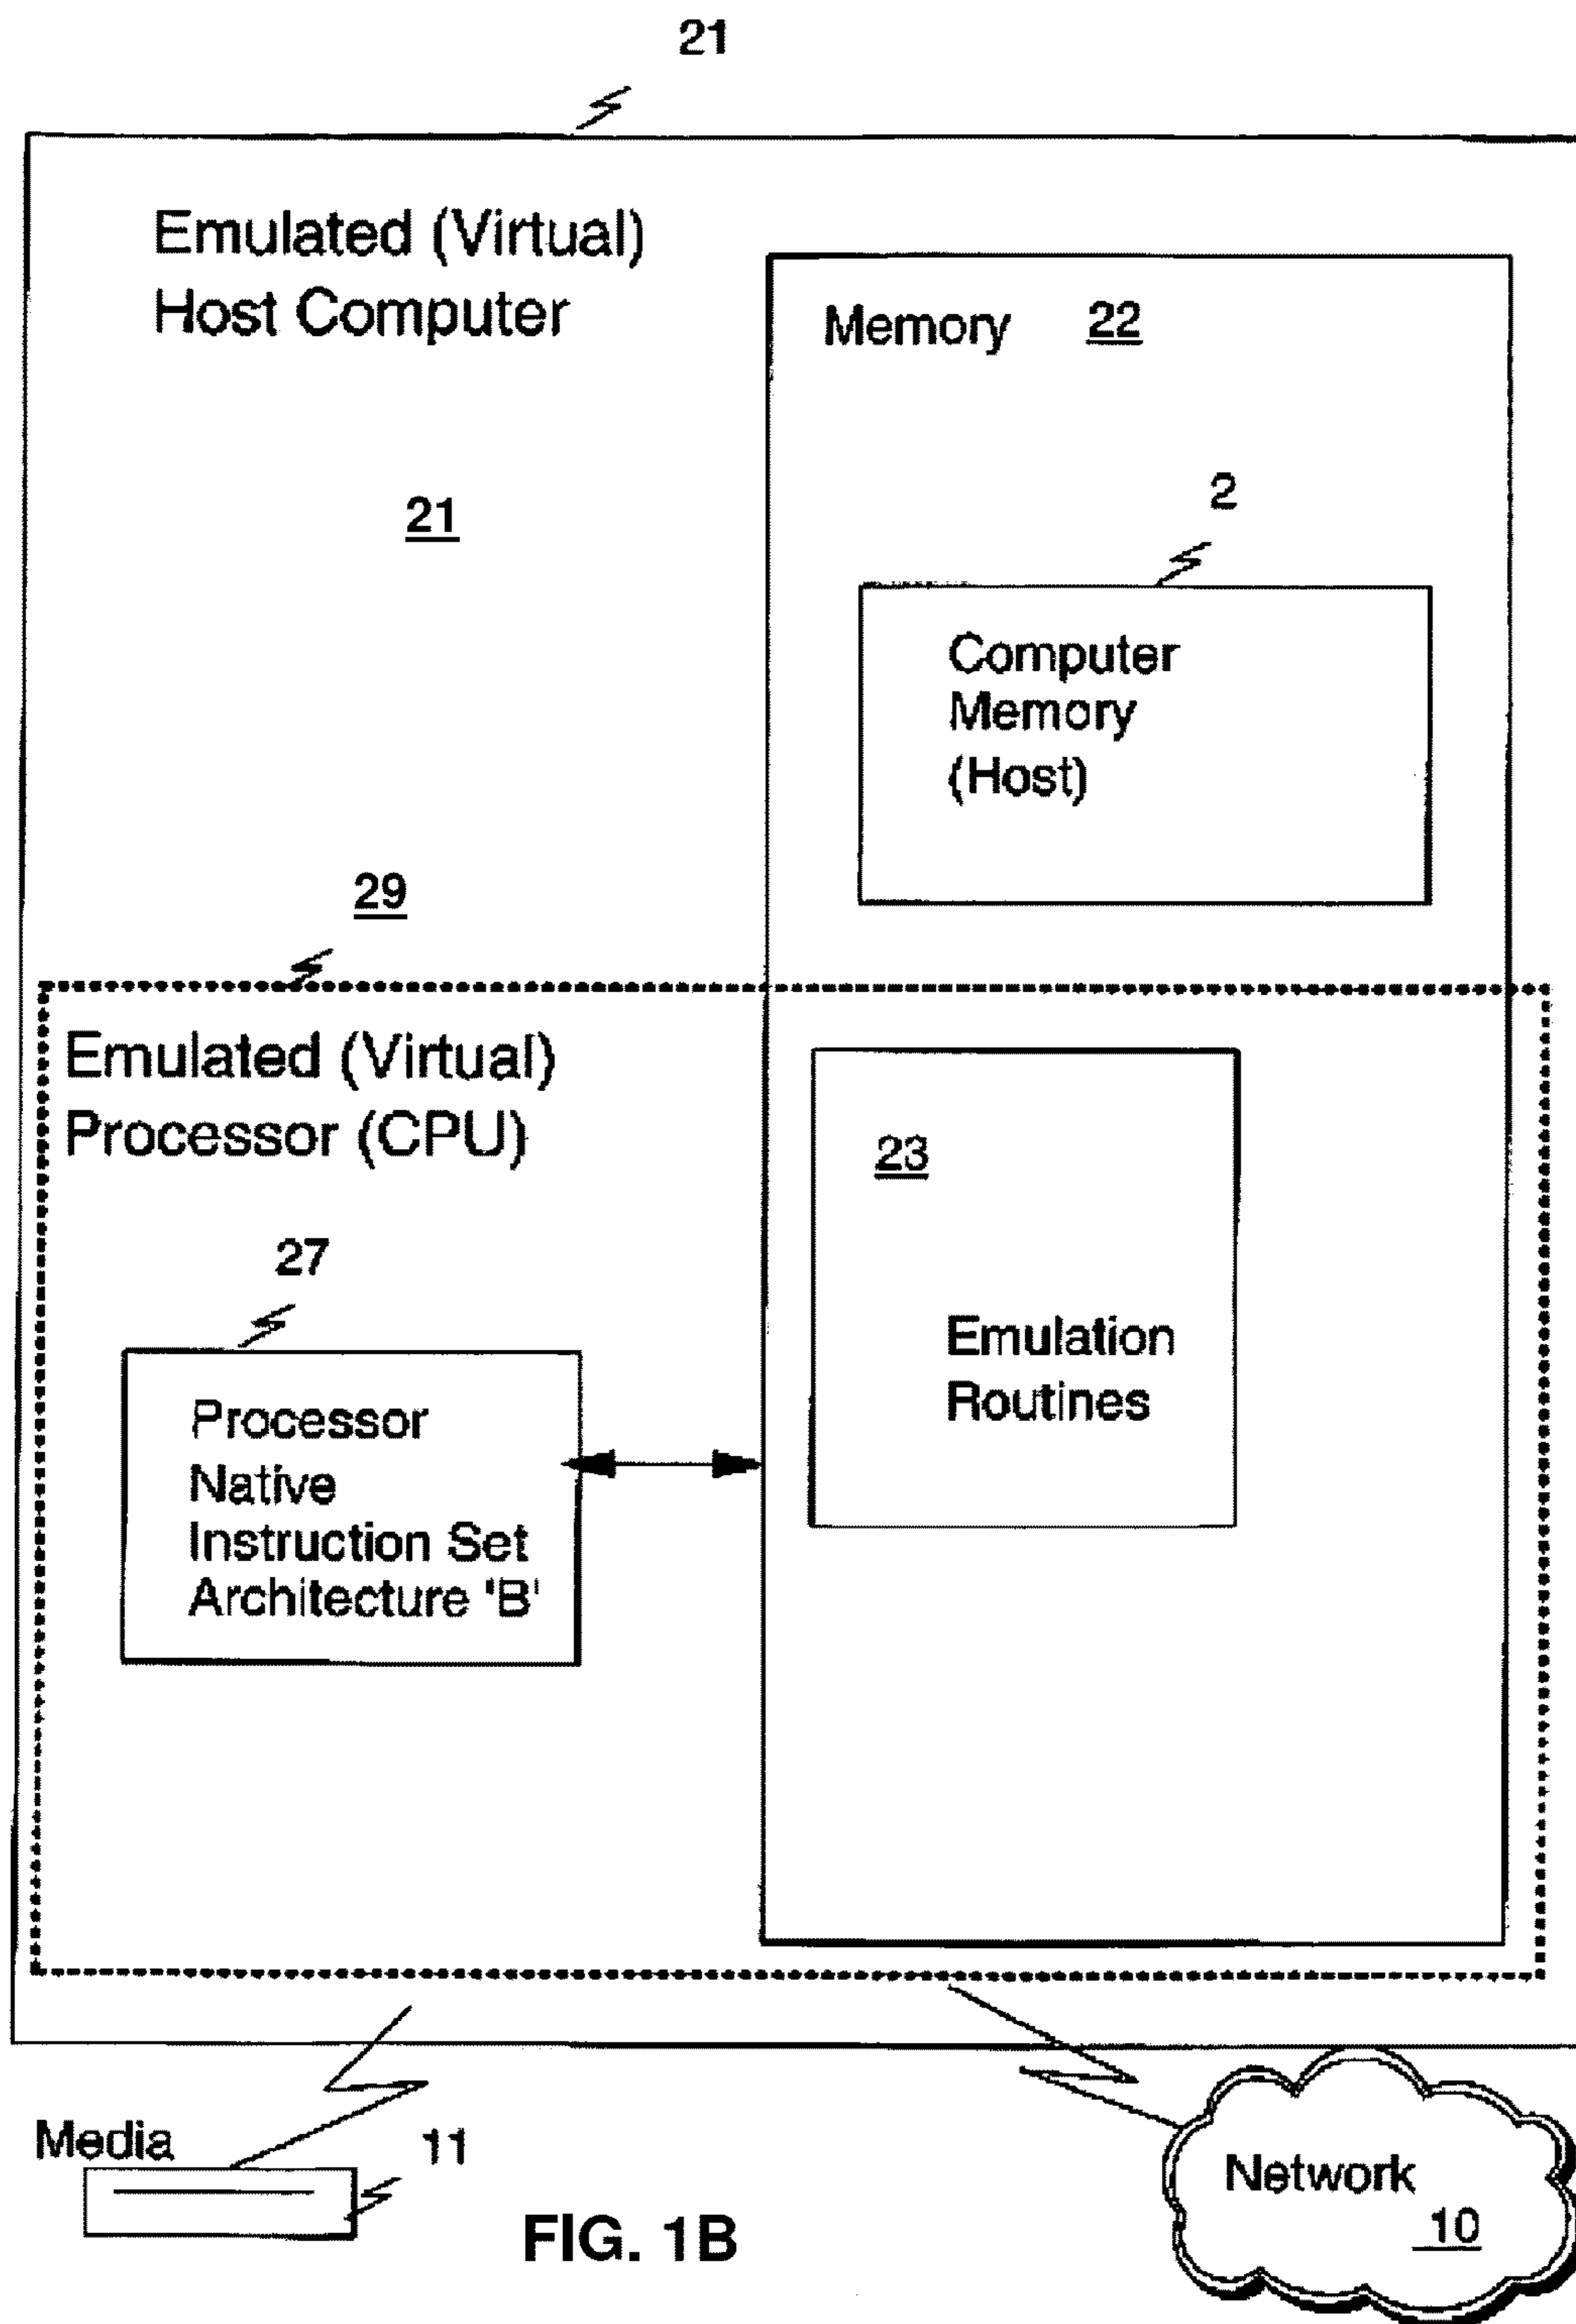 21
Emulated (Virtual)
Host Computer
Memory 22
21
2
Computer
Memory
(Host)
29
Emulated (Virtual)
Processor (CPU)
23
27
Emulation
Routines
Processor
Native
Instruction Set
Architecture 'B'
Media
11
Network
10
FIG. 1B